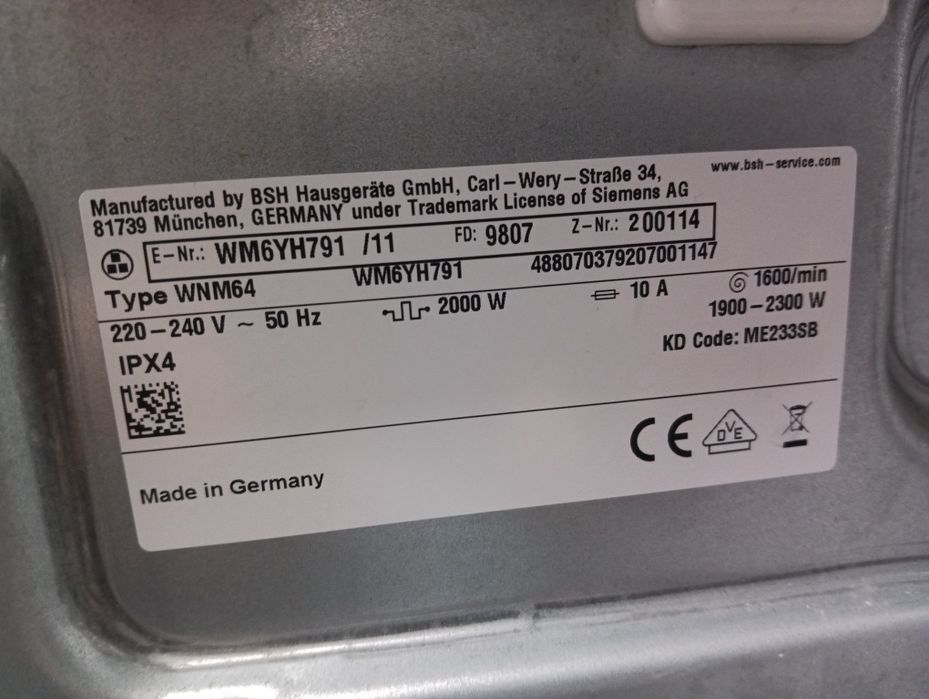 www.bsh-service.com
Manufactured by BSH Hausgeräte GmbH, Carl-Wery-Straße 34,
81739 München, GERMANY under Trademark License of Siemens AG
E-Nr.: WM6YH791 /11 FD: 9807 Z-Nr.: 200114
Type WNM64 WM6YH791 488070379207001147
220-240 V ~ 50 Hz 2000 W 10 A 1600/min
1900-2300 W
IPX4 KD Code: ME233SB
CE DVE
Made in Germany